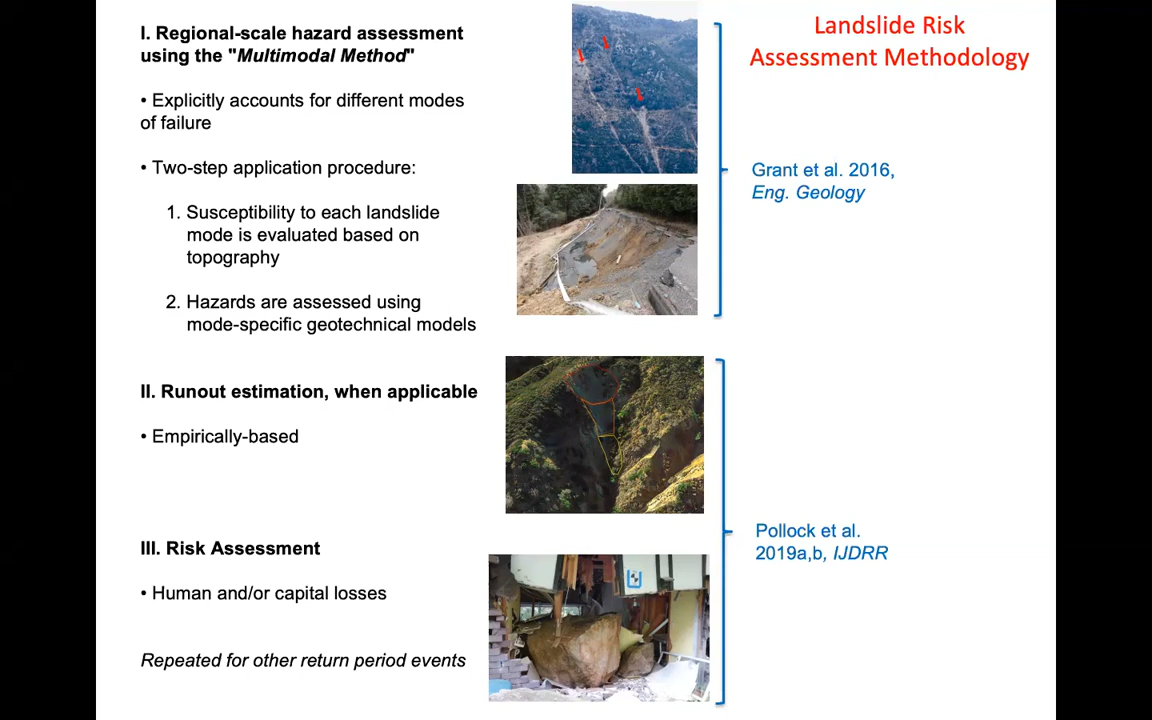 I. Regional-scale hazard assessment
using the "Multimodal Method"
• Explicitly accounts for different modes
of failure
• Two-step application procedure:
1. Susceptibility to each landslide
mode is evaluated based on
topography
2. Hazards are assessed using
mode-specific geotechnical models
II. Runout estimation, when applicable
• Empirically-based
III. Risk Assessment
• Human and/or capital losses
Repeated for other return period events
Landslide Risk
Assessment Methodology
Grant et al. 2016,
Eng. Geology
Pollock et al.
2019a,b, IJDRR